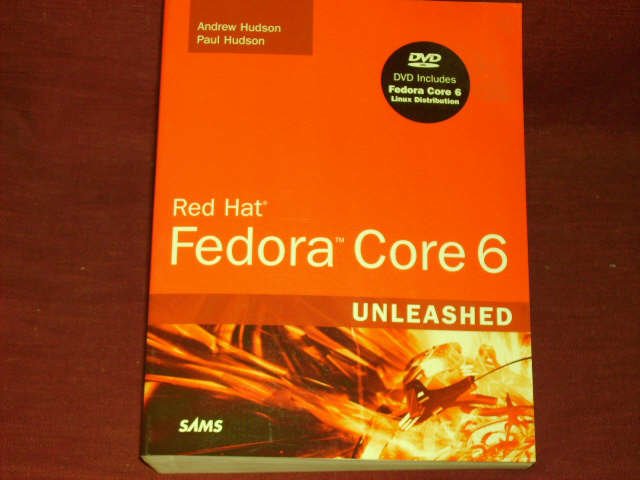 Andrew Hudson
Paul Hudson
DVD
DVD Includes
Fedora Core 6
Linux Distribution
Red Hat®
Fedora™ Core 6
UNLEASHED
SAMS